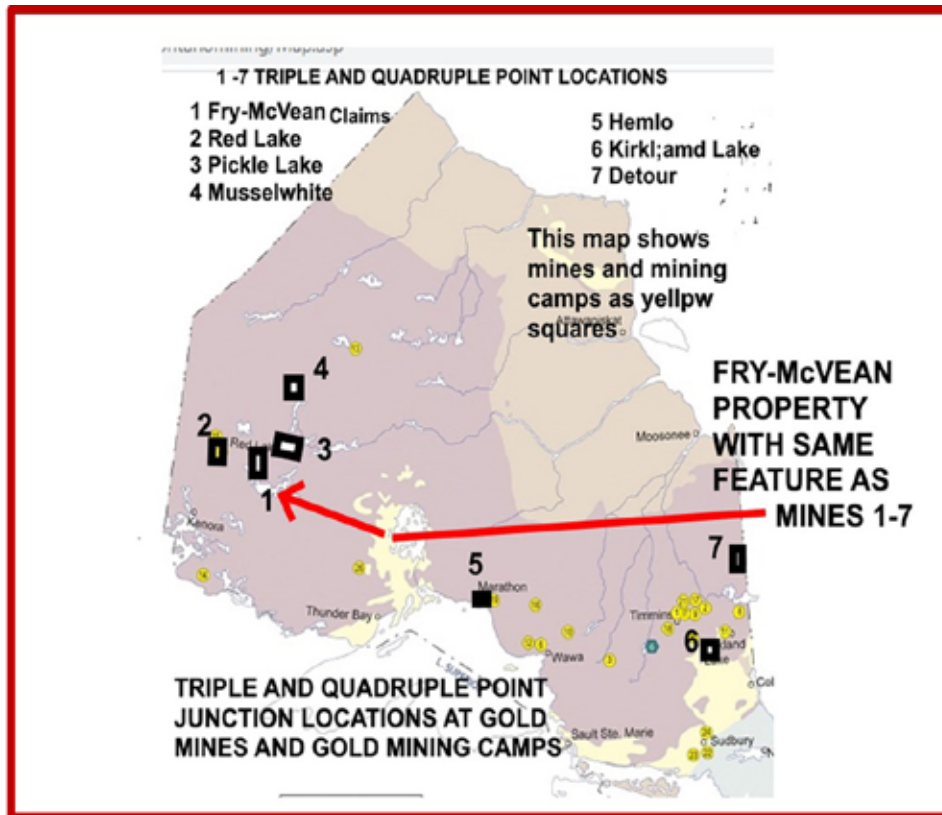 1 -7 TRIPLE AND QUADRUPLE POINT LOCATIONS
1 Fry-McVean Claims
2 Red Lake
3 Pickle Lake
4 Musselwhite
5 Hemlo
6 Kirkl;amd Lake
7 Detour
This map shows
mines and mining
camps as yellpw
squares
Attawapiskat
4
FRY-McVEAN
PROPERTY
WITH SAME
FEATURE AS
MINES 1-7
Moosonee
2
Red
3
1
Kenora
5
Marathon
7
Thunder Bay
Timmins
6
Lake
Wawa
L. SUPERIOR
TRIPLE AND QUADRUPLE POINT
JUNCTION LOCATIONS AT GOLD
MINES AND GOLD MINING CAMPS
Sault Ste. Marie
Sudbury